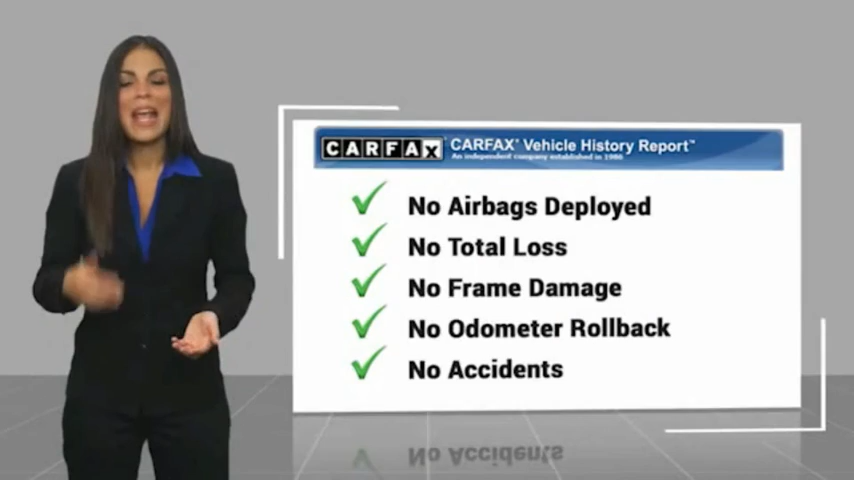 CARFAX CARFAX® Vehicle History Report™
An independent company established in 1986
No Airbags Deployed
No Total Loss
No Frame Damage
No Odometer Rollback
No Accidents
No Accidents